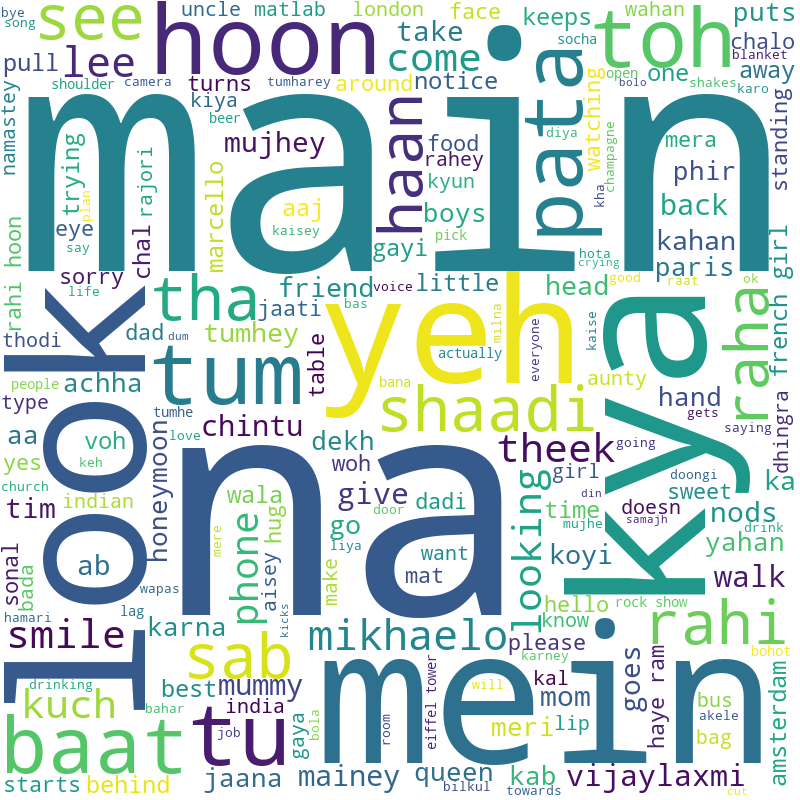 bye
song
uncle
matlab
london
face
wahan
see
hoon
toh
puts
pull
lee
take
keeps
socha
chalo
come
one
away
blanket
shoulder
camera
tumharey
turns
around
notice
open
shakes
bolo
karo
namastey
kiya
beer
main
haan
pata
watching
diya
champagne
standing
trying
plan
rajori
mujhey
food
rahey
kyun
mera
phir
kha
marcello
aaj
kaisey
boys
back
eye
say
chal
pick
gayi
kahan
hota
crying
paris
french girl
rahi hoon
sorry
life
tha
friend
voice
little
head
good
raat
ok
jaati
bas
yeh
milna
thodi
dad
dum
tumhey
table
actually
everyone
kaise
kya
raha
look
tum
bana
people
achha
shaadi
aunty
type
tumhe
chintu
hand
gets
saying
dhingra
aa
voh
love
dekh
woh
theek
going
yes
keh
church
honeymoon
wala
give
dadi
looking
girl
doongi
sweet
ka
tim
indian
phone
huga
door
go
time
din
mujhe
doesn
samajh
nods
drink
ab
mere
aisey
liya
want
na
koyi
yahan
sonal
bada
wapas
make
mat
hello
rock show
walk
hamari
lag
karna
kicks
know
smile
sab
mikhaelo
please
karney
rahi
bohot
drinking
best
mummy
mein
eiffel tower
will
kal
mom
goes
haye ram
bus
akele
kuch
bahar
india
meri
lip
bag
amsterdam
baat
tu
job
gaya
bola
room
starts
behind
jaana
mainey
queen
bilkul
kab
towards
vijaylaxmi
cut